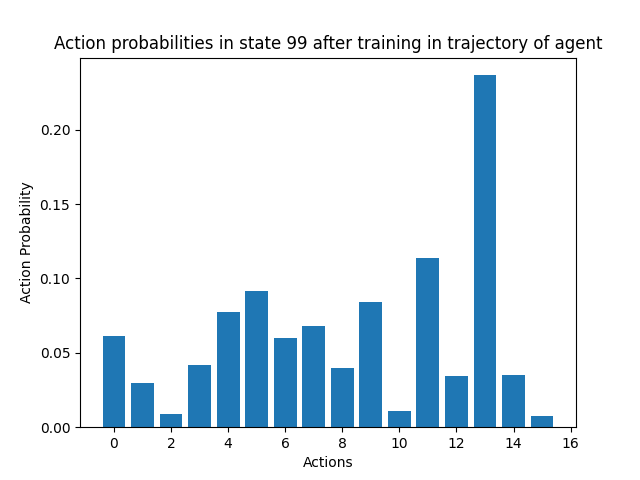 Action probabilities in state 99 after training in trajectory of agent
0.20
0.15
0.10
0.05
0.00
Action Probability
0 2 4 6 8 10 12 14 16
Actions